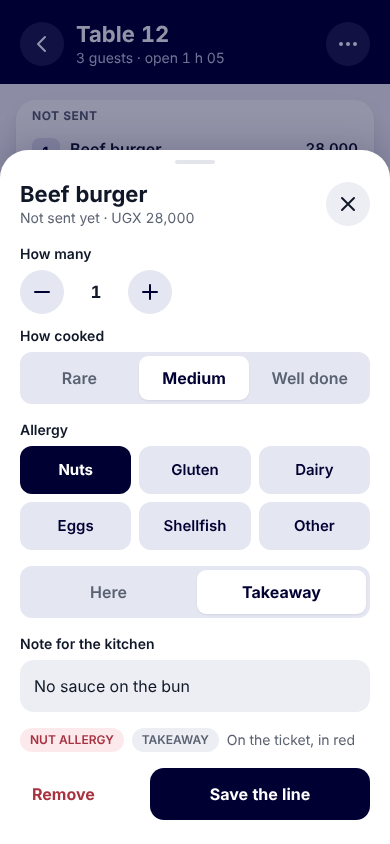 Table 12
3 guests · open 1 h 05
NOT SENT
1 Beef burger 28,000
Beef burger
Not sent yet · UGX 28,000
How many
1
How cooked
Rare Medium Well done
Allergy
Nuts Gluten Dairy
Eggs Shellfish Other
Here Takeaway
Note for the kitchen
No sauce on the bun
NUT ALLERGY TAKEAWAY On the ticket, in red
Remove Save the line